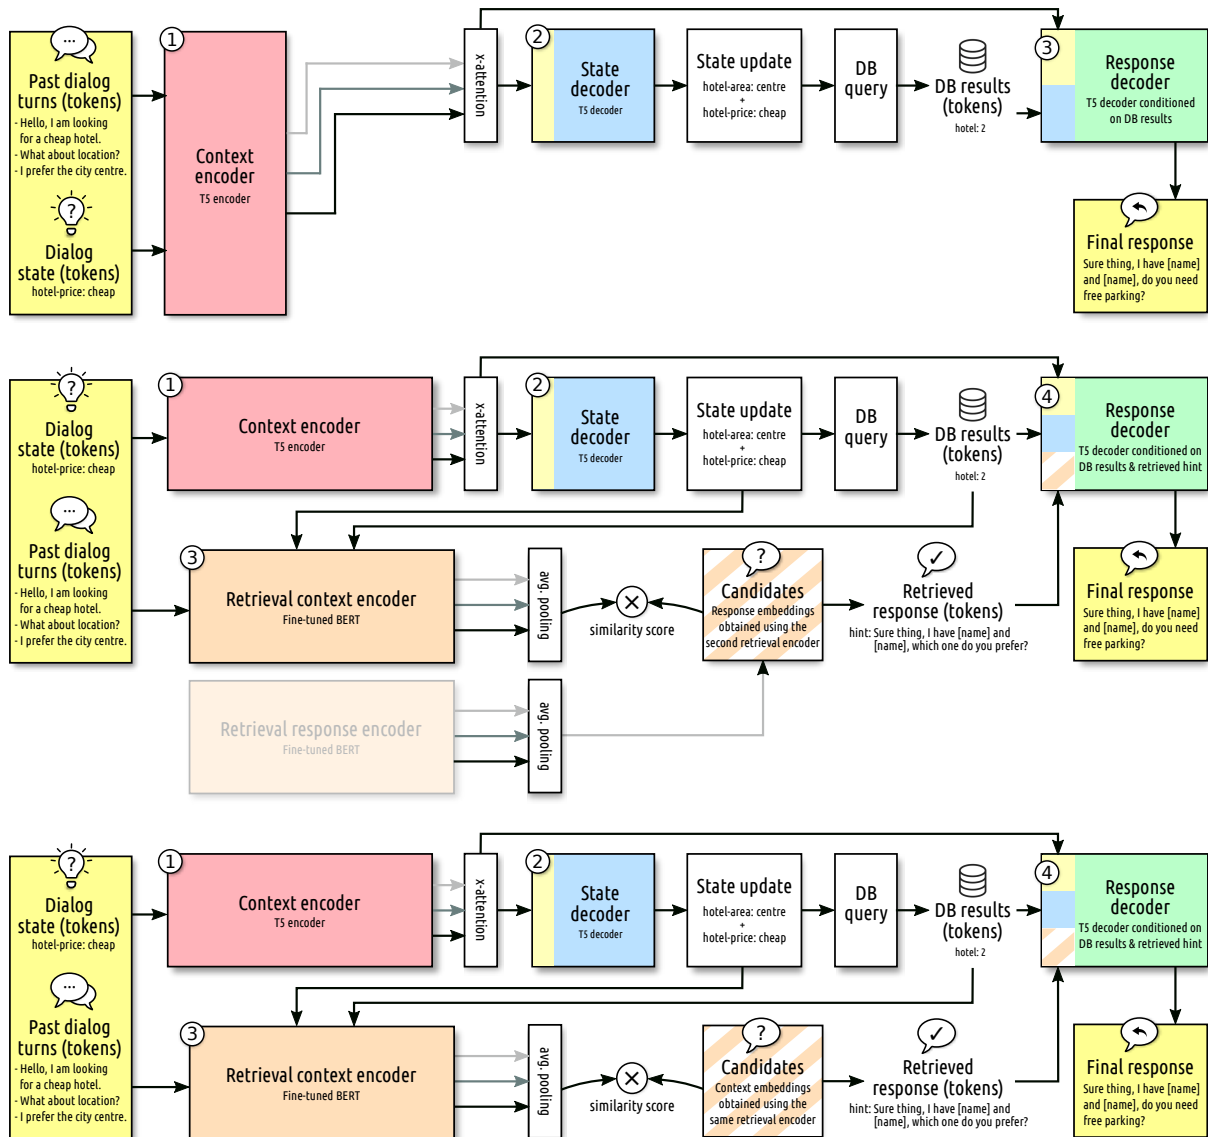 1
2
3
...
Past dialog
turns (tokens)
- Hello, I am looking
for a cheap hotel.
- What about location?
- I prefer the city centre.
?
Dialog
state (tokens)
hotel-price: cheap
Context
encoder
T5 encoder
x-attention
State
decoder
T5 decoder
State update
hotel-area: centre
+
hotel-price: cheap
DB
query
DB results
(tokens)
hotel: 2
Response
decoder
T5 decoder conditioned
on DB results
Final response
Sure thing, I have [name]
and [name], do you need
free parking?
1
2
4
?
Dialog
state (tokens)
hotel-price: cheap
...
Past dialog
turns (tokens)
- Hello, I am looking
for a cheap hotel.
- What about location?
- I prefer the city centre.
Context encoder
T5 encoder
x-attention
State
decoder
T5 decoder
State update
hotel-area: centre
+
hotel-price: cheap
DB
query
DB results
(tokens)
hotel: 2
Response
decoder
T5 decoder conditioned on
DB results & retrieved hint
3
Retrieval context encoder
Fine-tuned BERT
avg. pooling
×
similarity score
?
Candidates
Response embeddings
obtained using the
second retrieval encoder
✓
Retrieved
response (tokens)
hint: Sure thing, I have [name] and
[name], which one do you prefer?
Final response
Sure thing, I have [name]
and [name], do you need
free parking?
Retrieval response encoder
Fine-tuned BERT
avg. pooling
1
2
4
?
Dialog
state (tokens)
hotel-price: cheap
...
Past dialog
turns (tokens)
- Hello, I am looking
for a cheap hotel.
- What about location?
- I prefer the city centre.
Context encoder
T5 encoder
x-attention
State
decoder
T5 decoder
State update
hotel-area: centre
+
hotel-price: cheap
DB
query
DB results
(tokens)
hotel: 2
Response
decoder
T5 decoder conditioned on
DB results & retrieved hint
3
Retrieval context encoder
Fine-tuned BERT
avg. pooling
×
similarity score
?
Candidates
Context embeddings
obtained using the
same retrieval encoder
✓
Retrieved
response (tokens)
hint: Sure thing, I have [name] and
[name], which one do you prefer?
Final response
Sure thing, I have [name]
and [name], do you need
free parking?